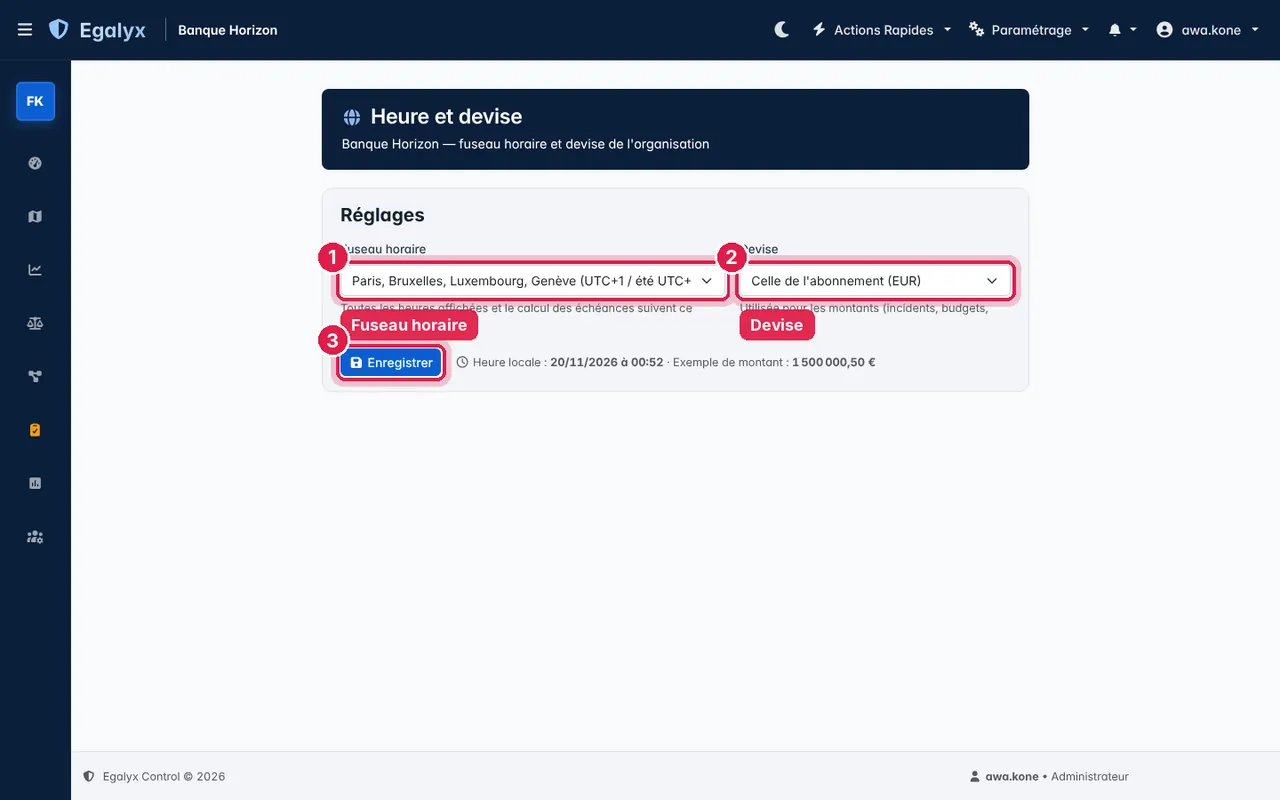 Egalyx
Banque Horizon
Actions Rapides
Paramétrage
awa.kone
FK
Heure et devise
Banque Horizon — fuseau horaire et devise de l'organisation
Réglages
1
Fuseau horaire
2
Devise
Paris, Bruxelles, Luxembourg, Genève (UTC+1 / été UTC+
Celle de l'abonnement (EUR)
Toutes les heures affichées et le calcul des échéances suivent ce
Utilisée pour les montants (incidents, budgets,
Fuseau horaire
Devise
3
Enregistrer
Heure locale : 20/11/2026 à 00:52 · Exemple de montant : 1 500 000,50 €
Egalyx Control © 2026
awa.kone • Administrateur